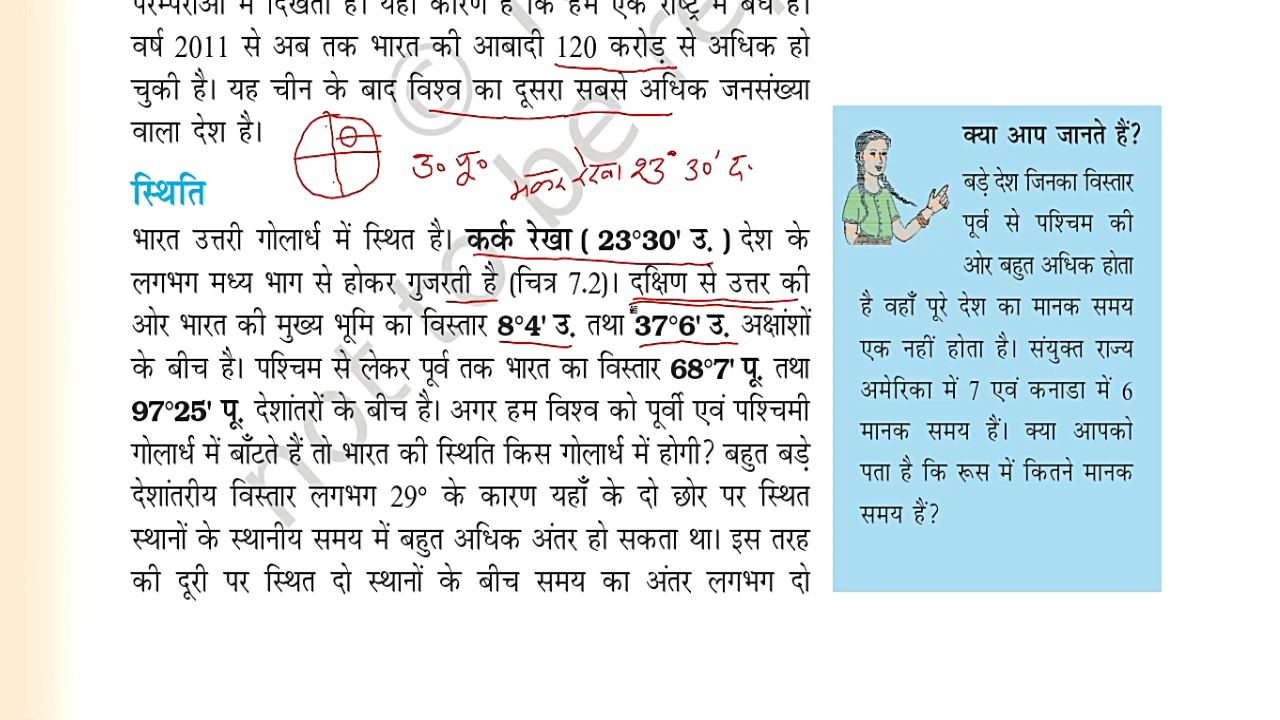 परम्पराओं में दिखता है। यही कारण है कि हम एक राष्ट्र में बँधे हैं।
वर्ष 2011 से अब तक भारत की आबादी 120 करोड़ से अधिक हो
चुकी है। यह चीन के बाद विश्व का दूसरा सबसे अधिक जनसंख्या
वाला देश है।
उ० पू०
मकर रेखा 23° 30' द.
स्थिति
भारत उत्तरी गोलार्ध में स्थित है। कर्क रेखा ( 23°30' उ. ) देश के
लगभग मध्य भाग से होकर गुजरती है (चित्र 7.2)। दक्षिण से उत्तर की
ओर भारत की मुख्य भूमि का विस्तार 8°4' उ. तथा 37°6' उ. अक्षांशों
के बीच है। पश्चिम से लेकर पूर्व तक भारत का विस्तार 68°7' पू. तथा
97°25' पू. देशांतरों के बीच है। अगर हम विश्व को पूर्वी एवं पश्चिमी
गोलार्ध में बाँटते हैं तो भारत की स्थिति किस गोलार्ध में होगी? बहुत बड़े
देशांतरीय विस्तार लगभग 29° के कारण यहाँ के दो छोर पर स्थित
स्थानों के स्थानीय समय में बहुत अधिक अंतर हो सकता था। इस तरह
की दूरी पर स्थित दो स्थानों के बीच समय का अंतर लगभग दो
क्या आप जानते हैं?
बड़े देश जिनका विस्तार
पूर्व से पश्चिम की
ओर बहुत अधिक होता
है वहाँ पूरे देश का मानक समय
एक नहीं होता है। संयुक्त राज्य
अमेरिका में 7 एवं कनाडा में 6
मानक समय हैं। क्या आपको
पता है कि रूस में कितने मानक
समय हैं?
not to be re